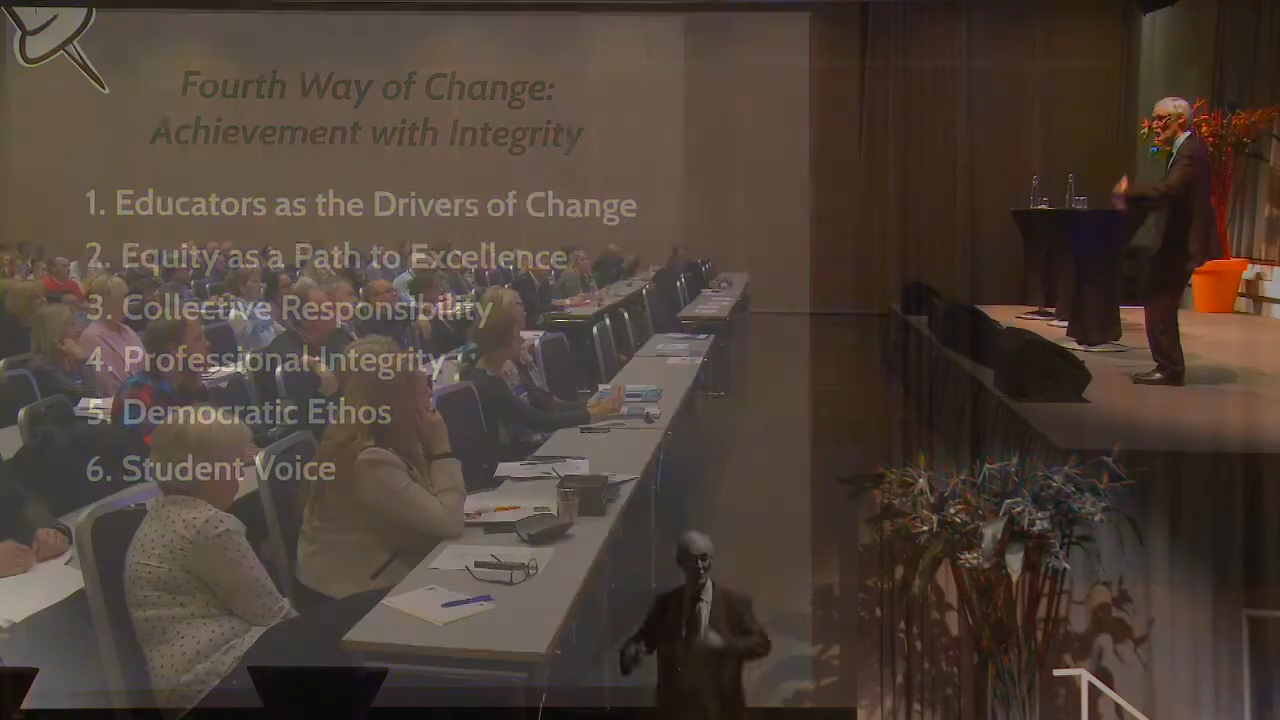 Fourth Way of Change:
Achievement with Integrity
1. Educators as the Drivers of Change
2. Equity as a Path to Excellence
3. Collective Responsibility
4. Professional Integrity
5. Democratic Ethos
6. Student Voice